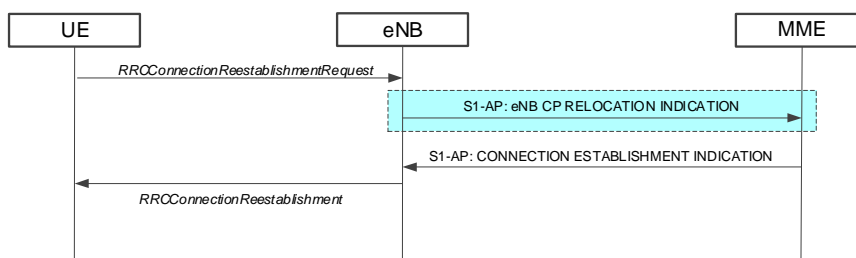 UE
eNB
MME
RRCConnectionReestablishmentRequest
S1-AP: eNB CP RELOCATION INDICATION
S1-AP: CONNECTION ESTABLISHMENT INDICATION
RRCConnectionReestablishment